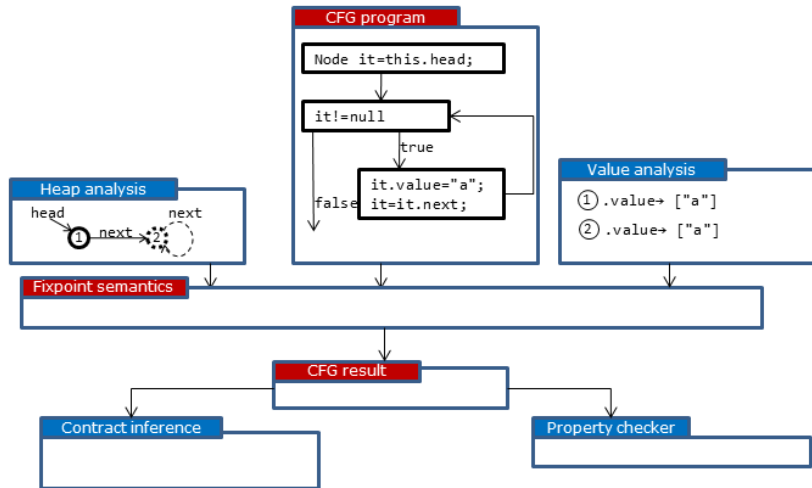 CFG program
Node it=this.head;
it!=null
true
it.value="a";
it=it.next;
false
Heap analysis
head
next
next
1
2
Value analysis
1 .value→ ["a"]
2 .value→ ["a"]
Fixpoint semantics
CFG result
Contract inference
Property checker